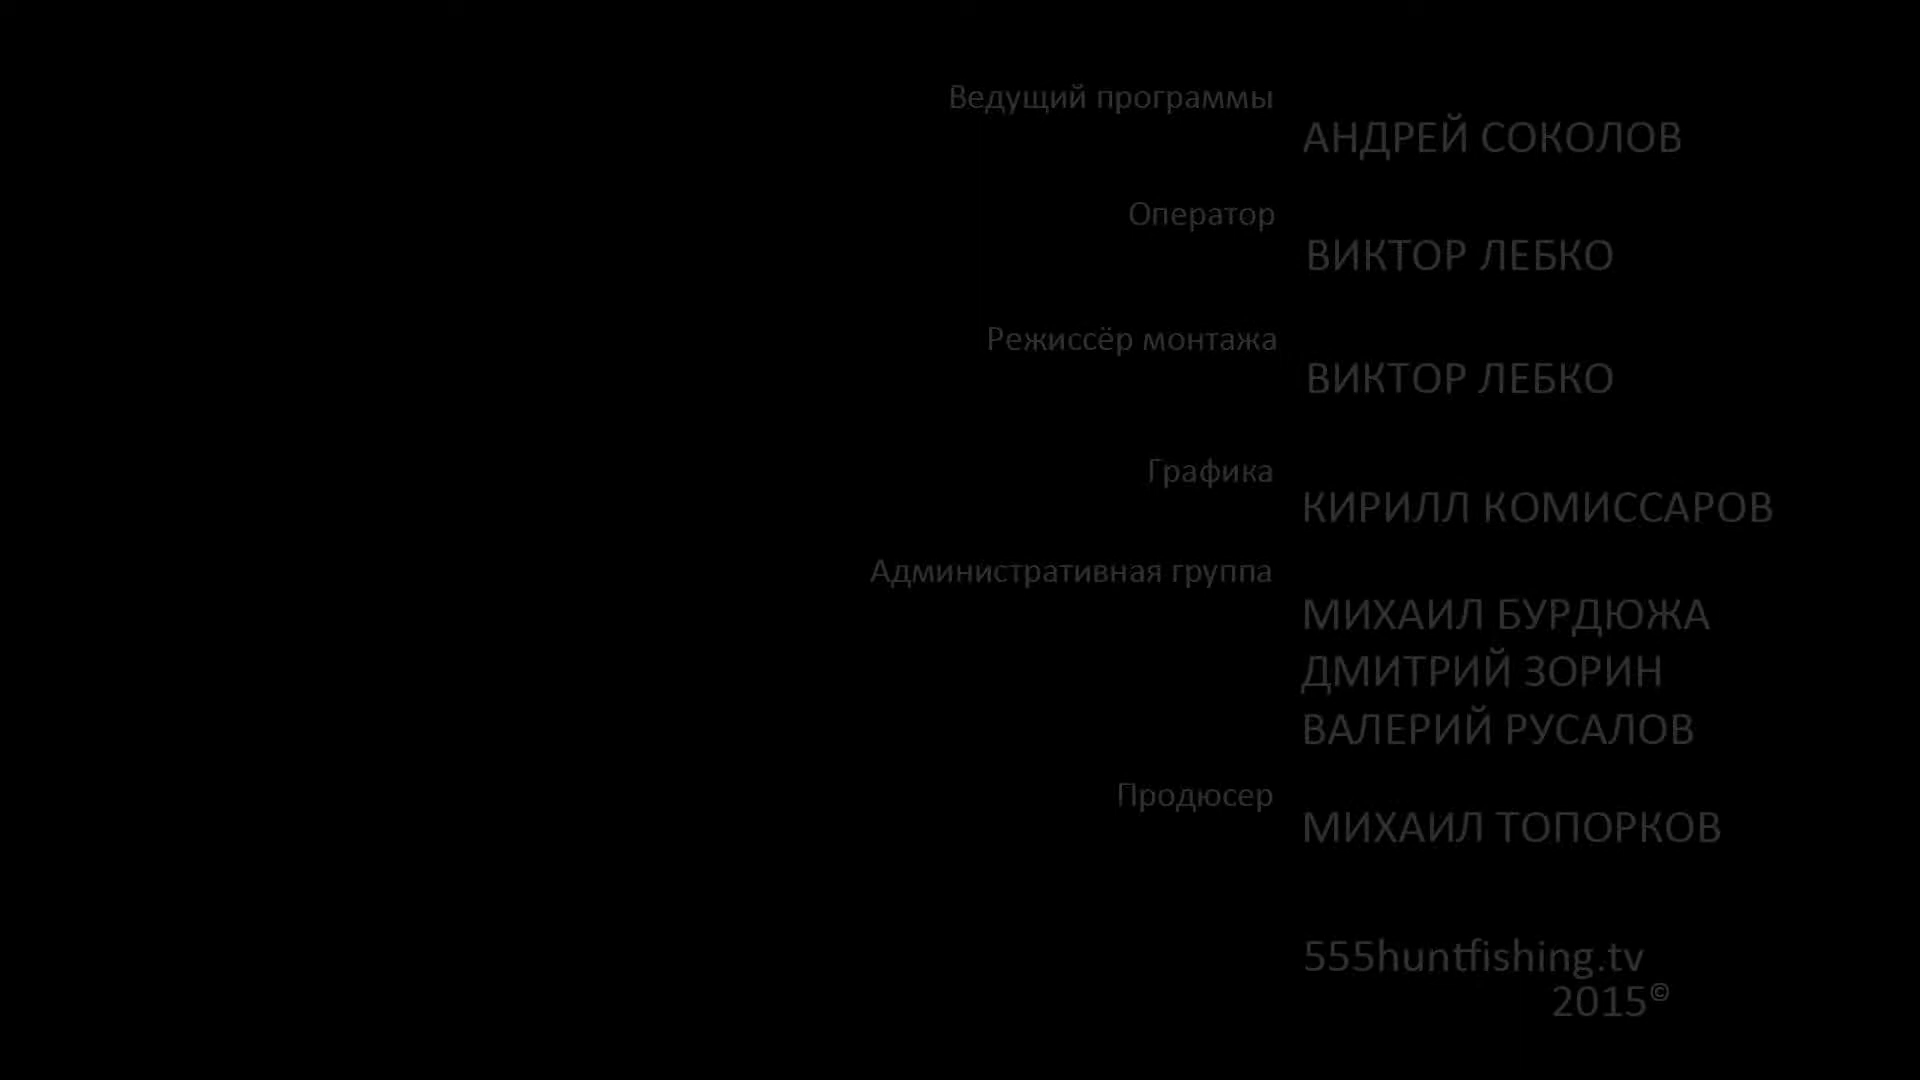 Ведущий программы
АНДРЕЙ СОКОЛОВ
Оператор
ВИКТОР ЛЕБКО
Режиссёр монтажа
ВИКТОР ЛЕБКО
Графика
КИРИЛЛ КОМИССАРОВ
Административная группа
МИХАИЛ БУРДЮЖА
ДМИТРИЙ ЗОРИН
ВАЛЕРИЙ РУСАЛОВ
Продюсер
МИХАИЛ ТОПОРКОВ
555huntfishing.tv
2015©